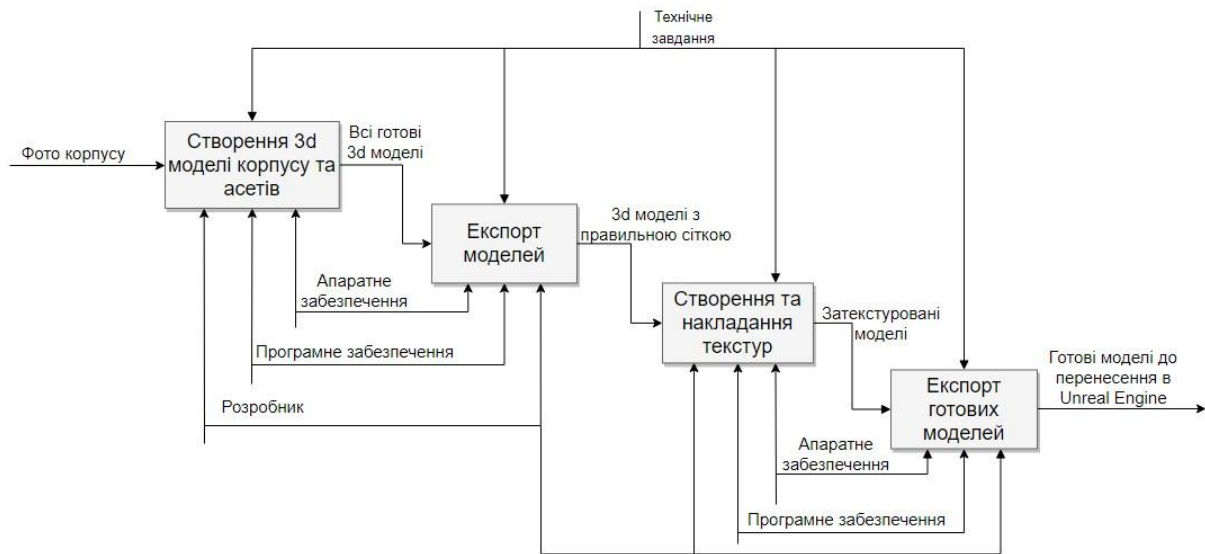 Технічне
завдання
Фото корпусу
Створення 3d
моделі корпусу та
асетів
Всі готові
3d моделі
Експорт
моделей
3d моделі з
правильною сіткою
Апаратне
забезпечення
Програмне забезпечення
Розробник
Створення та
накладання
текстур
Затекстуровані
моделі
Експорт
готових
моделей
Готові моделі до
перенесення в
Unreal Engine
Апаратне
забезпечення
Програмне забезпечення